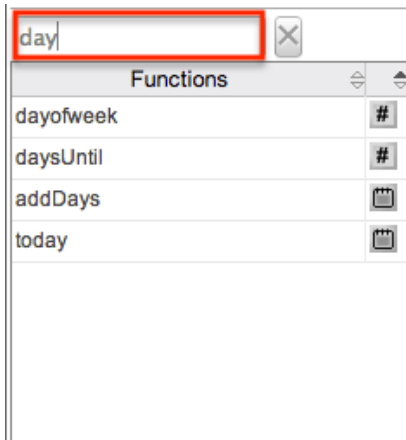 day
Functions
dayofweek #
daysUntil #
addDays
today